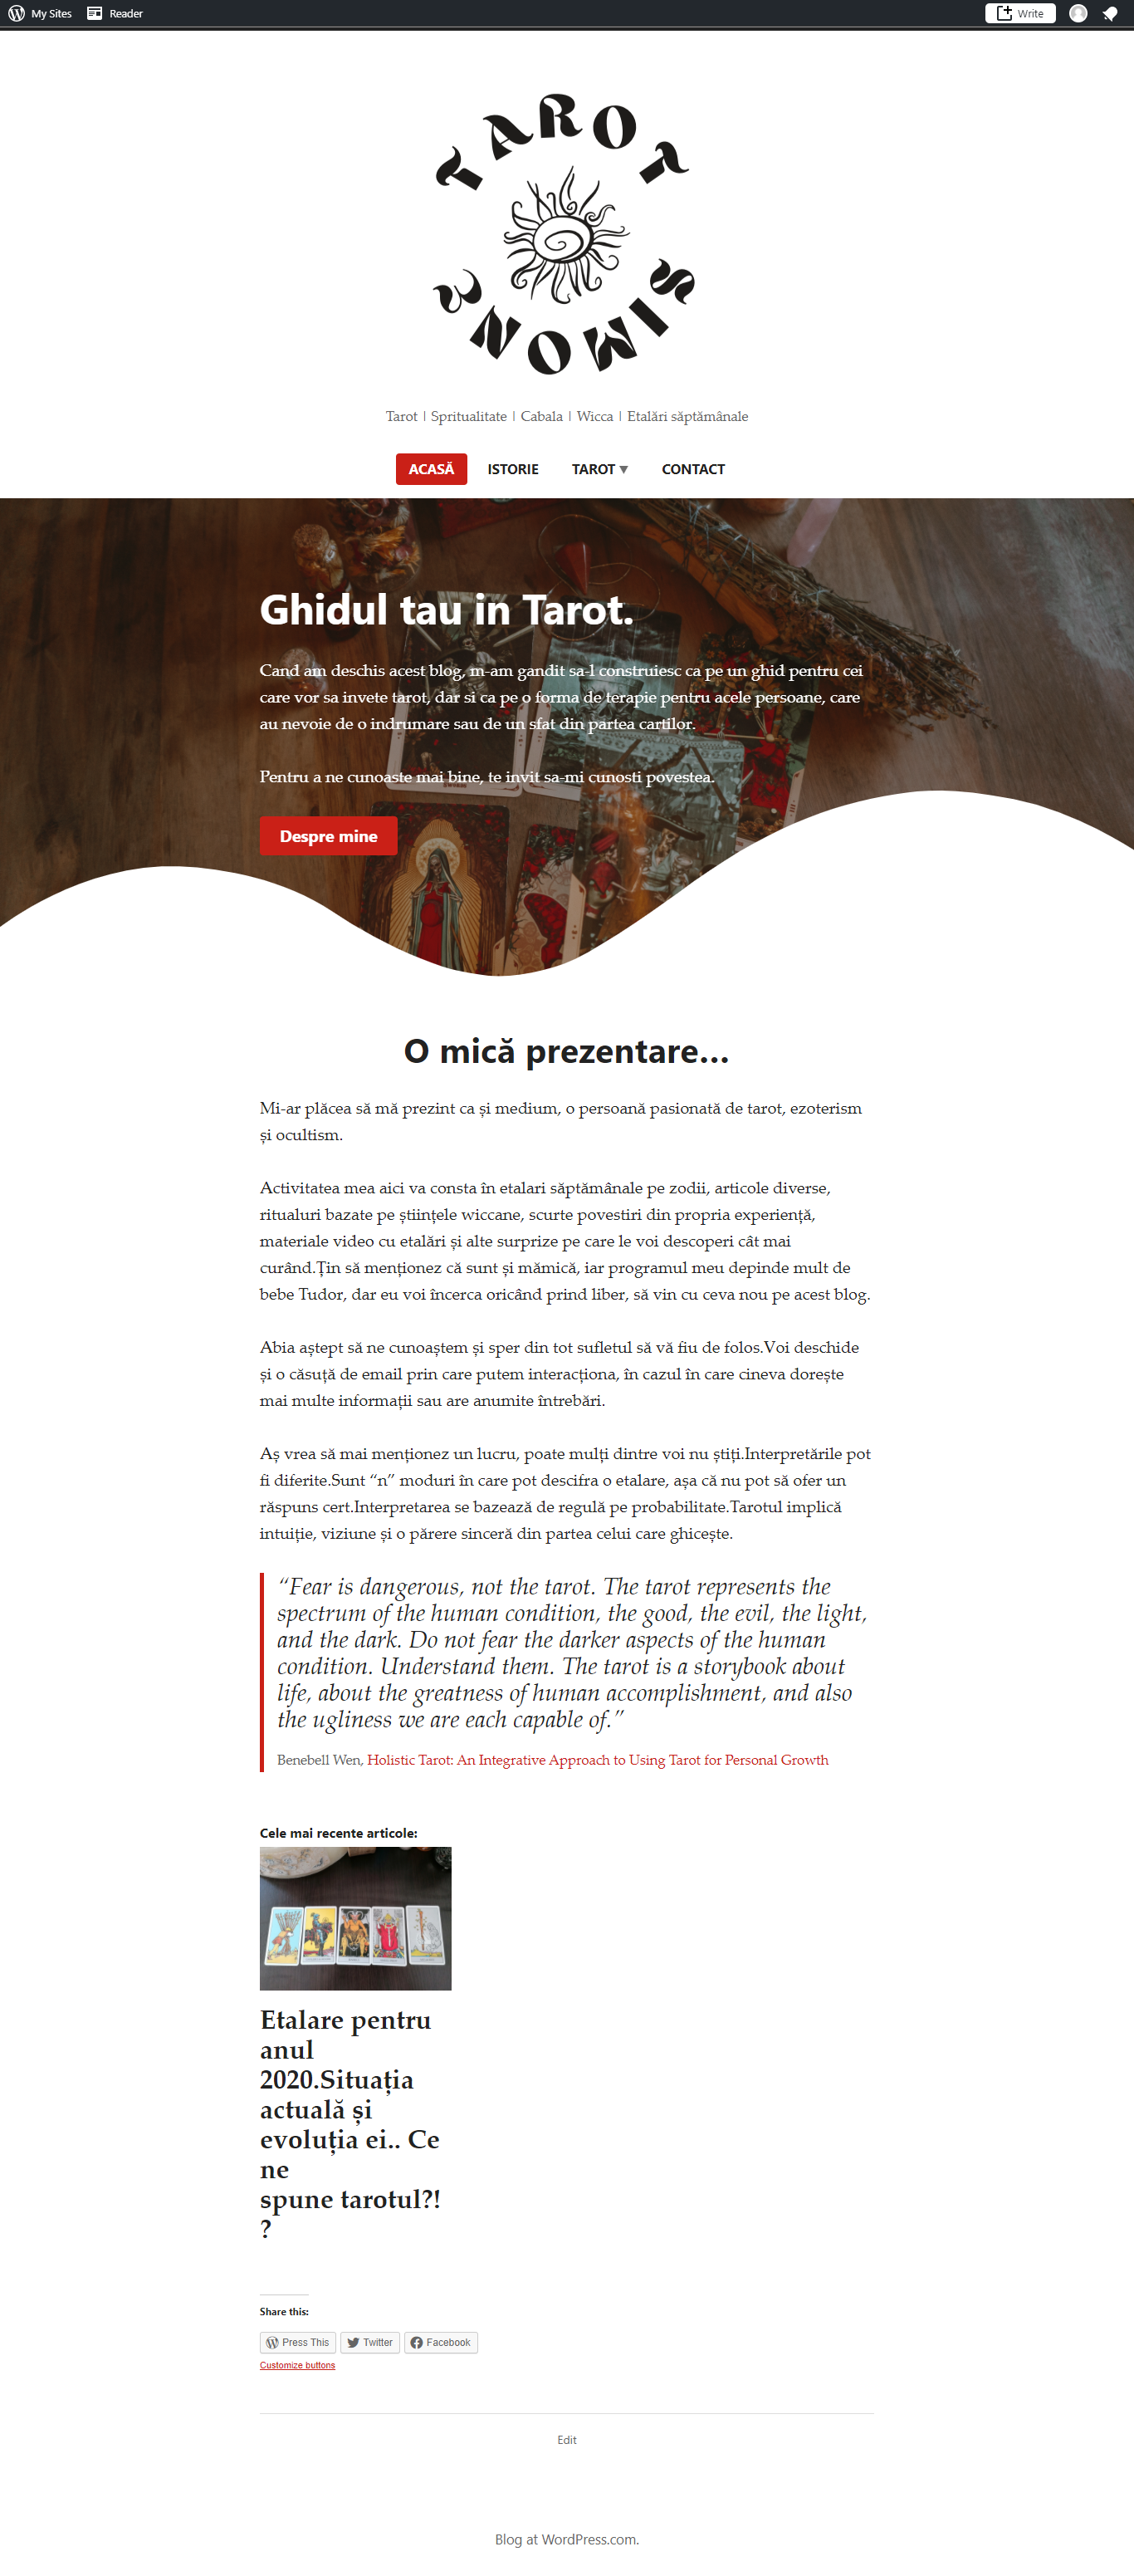 My Sites
Reader
Write
TAROT
SIMONE
Tarot | Spritualitate | Cabala | Wicca | Etalări săptămânale
ACASĂ
ISTORIE
TAROT ▼
CONTACT
Ghidul tau in Tarot.
Cand am deschis acest blog, m-am gandit sa-l construiesc ca pe un ghid pentru cei
care vor sa invete tarot, dar si ca pe o forma de terapie pentru acele persoane, care
au nevoie de o indrumare sau de un sfat din partea cartilor.
Pentru a ne cunoaste mai bine, te invit sa-mi cunosti povestea.
Despre mine
O mică prezentare…
Mi-ar plăcea să mă prezint ca și medium, o persoană pasionată de tarot, ezoterism
și ocultism.
Activitatea mea aici va consta în etalari săptămânale pe zodii, articole diverse,
ritualuri bazate pe științele wiccane, scurte povestiri din propria experiență,
materiale video cu etalări și alte surprize pe care le voi descoperi cât mai
curând.Țin să menționez că sunt și mămică, iar programul meu depinde mult de
bebe Tudor, dar eu voi încerca oricând prind liber, să vin cu ceva nou pe acest blog.
Abia aștept să ne cunoaștem și sper din tot sufletul să vă fiu de folos.Voi deschide
și o căsuță de email prin care putem interacționa, în cazul în care cineva dorește
mai multe informații sau are anumite întrebări.
Aș vrea să mai menționez un lucru, poate mulți dintre voi nu știți.Interpretările pot
fi diferite.Sunt “n” moduri în care pot descifra o etalare, așa că nu pot să ofer un
răspuns cert.Interpretarea se bazează de regulă pe probabilitate.Tarotul implică
intuiție, viziune și o părere sinceră din partea celui care ghicește.
“Fear is dangerous, not the tarot. The tarot represents the
spectrum of the human condition, the good, the evil, the light,
and the dark. Do not fear the darker aspects of the human
condition. Understand them. The tarot is a storybook about
life, about the greatness of human accomplishment, and also
the ugliness we are each capable of.”
Benebell Wen, Holistic Tarot: An Integrative Approach to Using Tarot for Personal Growth
Cele mai recente articole:
Etalare pentru
anul
2020.Situația
actuală și
evoluția ei.. Ce
ne
spune tarotul?!
?
Share this:
Press This
Twitter
Facebook
Customize buttons
Edit
Blog at WordPress.com.